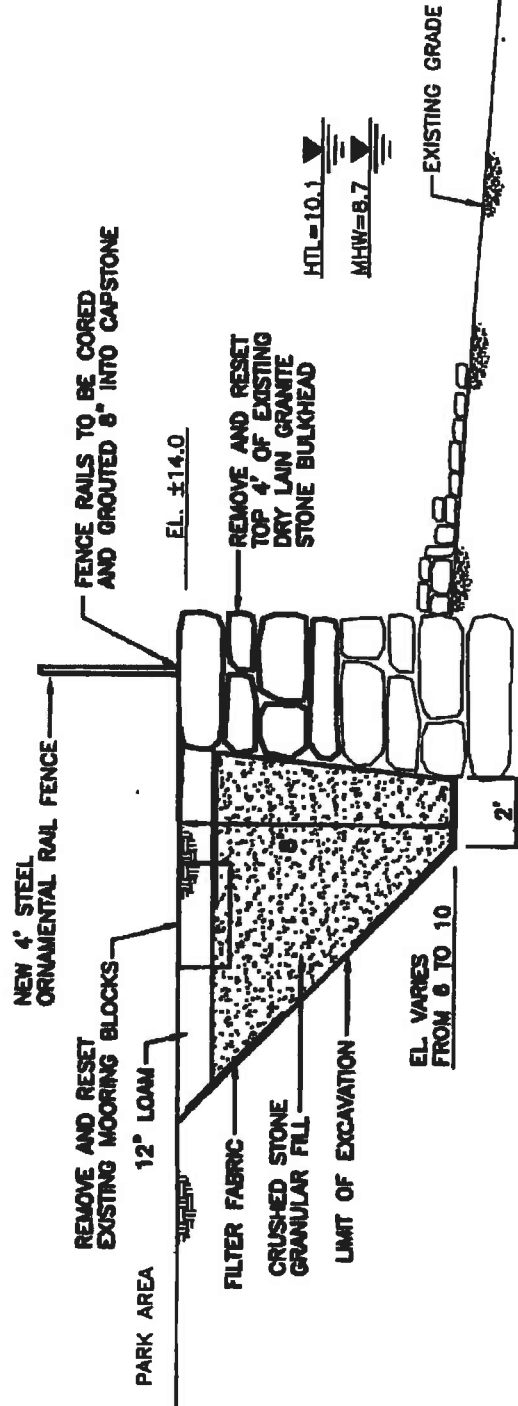 NEW 4' STEEL
ORNAMENTAL RAIL FENCE
REMOVE AND RESET
EXISTING MOORING BLOCKS
PARK AREA
12" LOAM
FILTER FABRIC
CRUSHED STONE
GRANULAR FILL
LIMIT OF EXCAVATION
EL. VARIES
FROM 6 TO 10
2'
FENCE RAILS TO BE CORED
AND GROUTED 8" INTO CAPSTONE
EL. ±14.0
REMOVE AND RESET
TOP 4' OF EXISTING
DRY LAIN GRANITE
STONE BULKHEAD
HTL=10.1
MHW=8.7
EXISTING GRADE